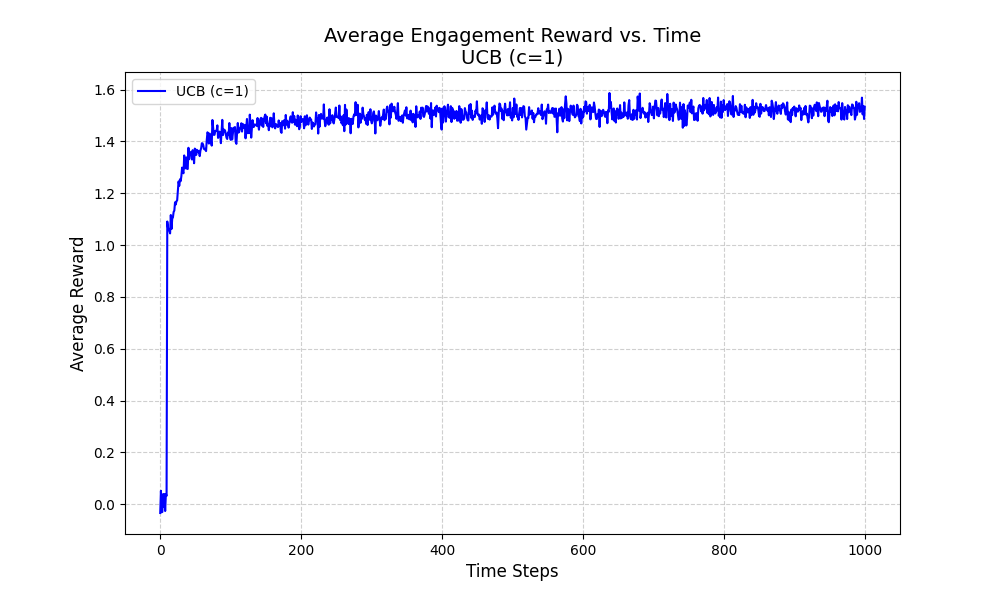 Average Engagement Reward vs. Time
UCB (c=1)
UCB (c=1)
1.6
1.4
1.2
1.0
0.8
0.6
0.4
0.2
0.0
Average Reward
0 200 400 600 800 1000
Time Steps